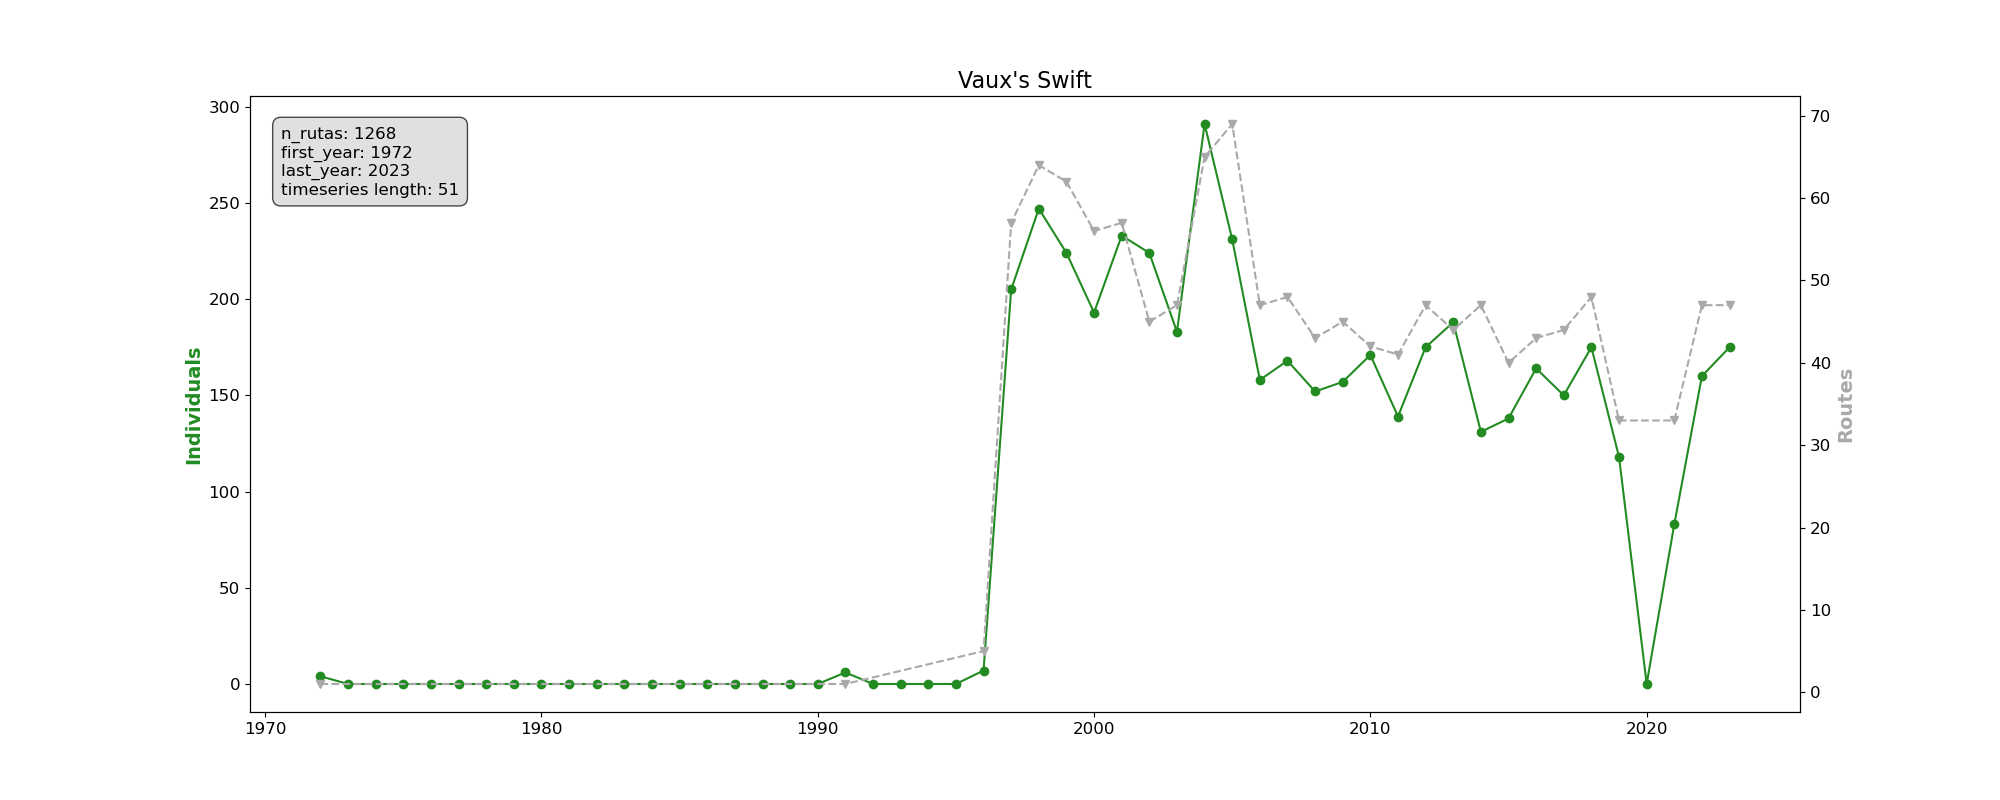 Vaux's Swift
n_rutas: 1268
first_year: 1972
last_year: 2023
timeseries length: 51
Individuals
300
250
200
150
100
50
0
70
60
50
40
30
20
10
0
Routes
1970 1980 1990 2000 2010 2020